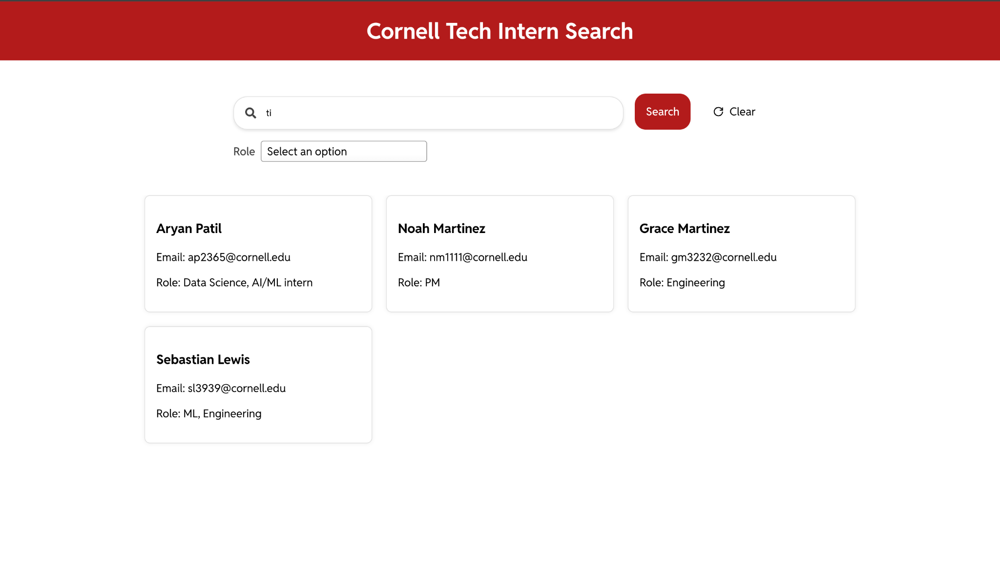 Cornell Tech Intern Search
ti
Search
Clear
Role
Select an option
Aryan Patil
Email: ap2365@cornell.edu
Role: Data Science, AI/ML intern
Noah Martinez
Email: nm1111@cornell.edu
Role: PM
Grace Martinez
Email: gm3232@cornell.edu
Role: Engineering
Sebastian Lewis
Email: sl3939@cornell.edu
Role: ML, Engineering